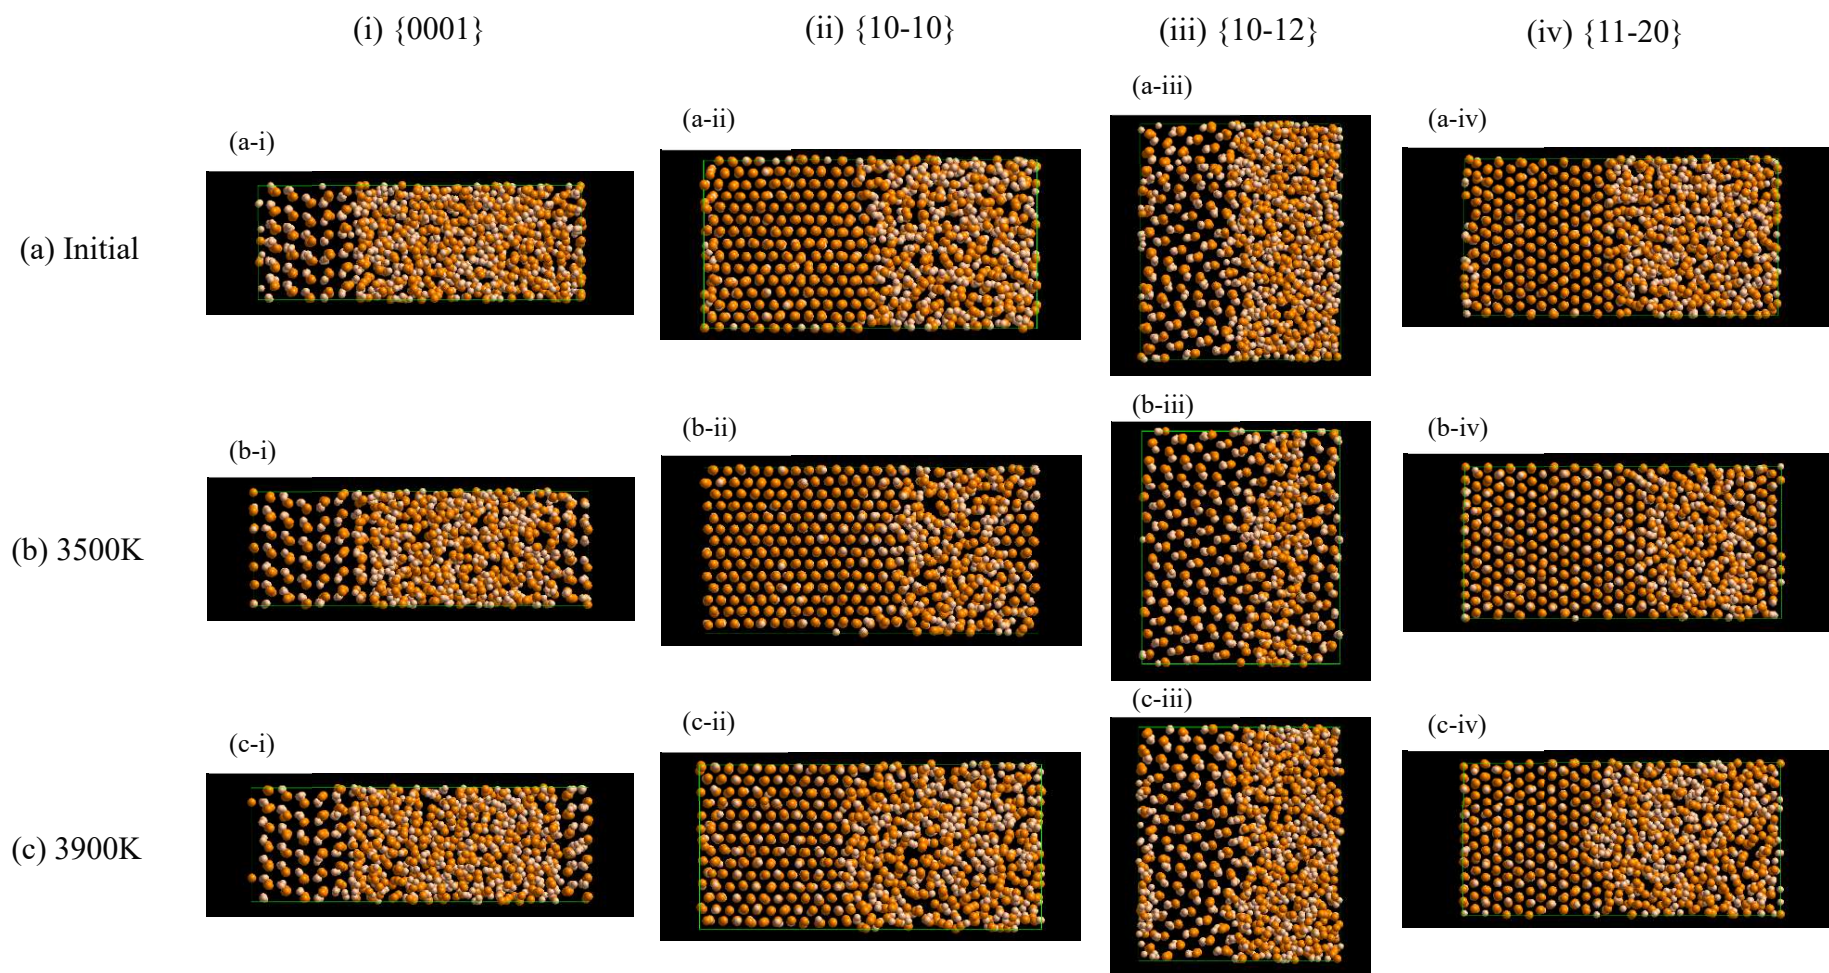 (i) {0001}
(ii) {10-10}
(iii) {10-12}
(iv) {11-20}
(a) Initial
(a-i)
(a-ii)
(a-iii)
(a-iv)
(b) 3500K
(b-i)
(b-ii)
(b-iii)
(b-iv)
(c) 3900K
(c-i)
(c-ii)
(c-iii)
(c-iv)